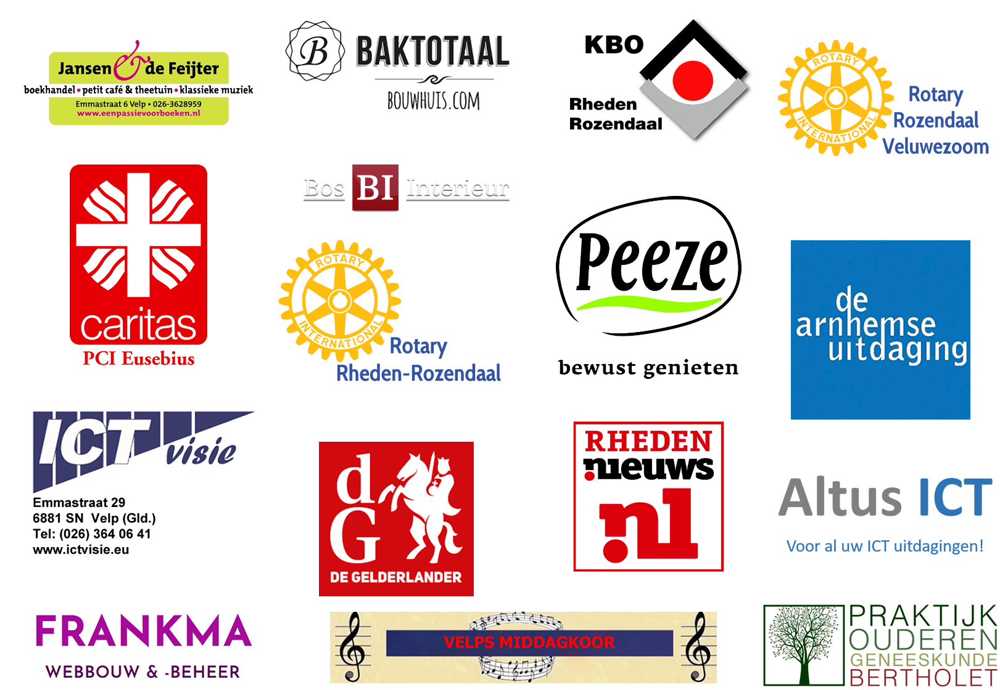 Jansen & de Feijter
boekhandel • petit café & theetuin • klassieke muziek
Emmastraat 6 Velp • 026-3628959
www.eenpassievoorboeken.nl
B BAKTOTAAL
BOUWHUIS.COM
KBO
Rheden
Rozendaal
ROTARY
INTERNATIONAL
Rotary
Rozendaal
Veluwezoom
caritas
PCI Eusebius
Bos BI Interieur
ROTARY
INTERNATIONAL
Rotary
Rheden-Rozendaal
Peeze
bewust genieten
de
arnhemse
uitdaging
ICT visie
Emmastraat 29
6881 SN Velp (Gld.)
Tel: (026) 364 06 41
www.ictvisie.eu
dG
DE GELDERLANDER
RHEDEN
nieuws
.nl
Altus ICT
Voor al uw ICT uitdagingen!
FRANKMA
WEBBOUW & -BEHEER
VELPS MIDDAGKOOR
PRAKTIJK
OUDEREN
GENEESKUNDE
BERTHOLET